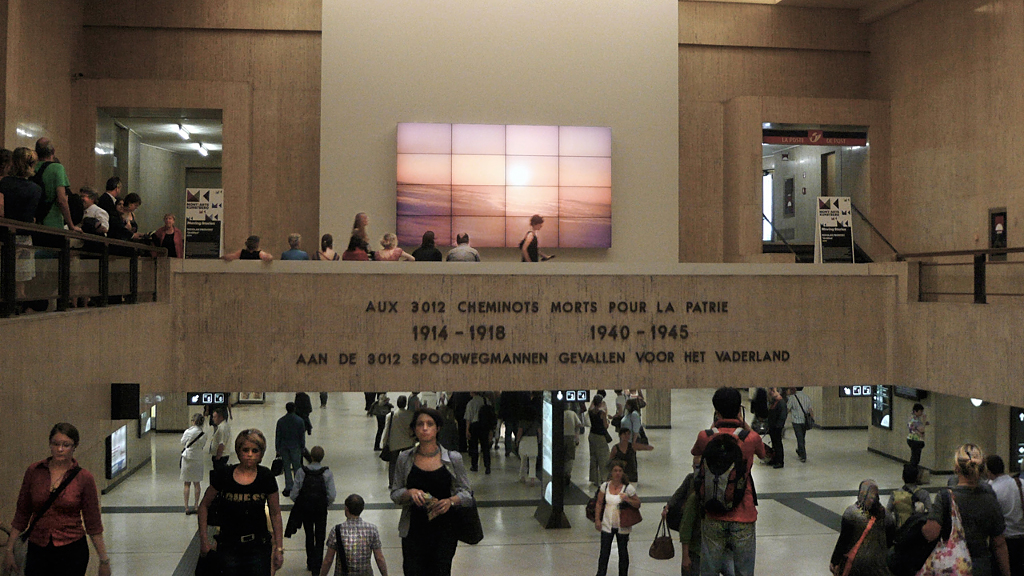 AUX 3012 CHEMINOTS MORTS POUR LA PATRIE
1914 - 1918 1940 - 1945
AAN DE 3012 SPOORWEGMANNEN GEVALLEN VOOR HET VADERLAND
GUESS